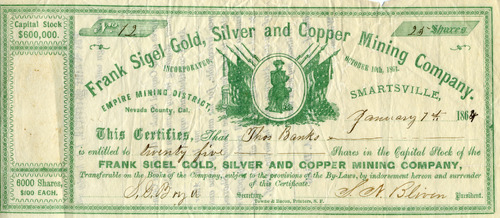 Capital Stock
$600,000.
No 12
25 Shares
Frank Sigel Gold, Silver and Copper Mining Company.
INCORPORATED,
OCTOBER 19th,
EMPIRE MINING DISTRICT,
Nevada County, Cal.
SMARTSVILLE,
January 7th 1864
This Certifies, That Thos Banks
is entitled to twenty five Shares in the Capital Stock of the
FRANK SIGEL GOLD, SILVER AND COPPER MINING COMPANY,
Transferable on the Books of the Company, subject to the provisions of the By-Laws, by indorsement hereon and surrender
of this Certificate.
6000 Shares,
$100 EACH.
Secretary.
President.
Towne & Bacon, Printers, S. F.